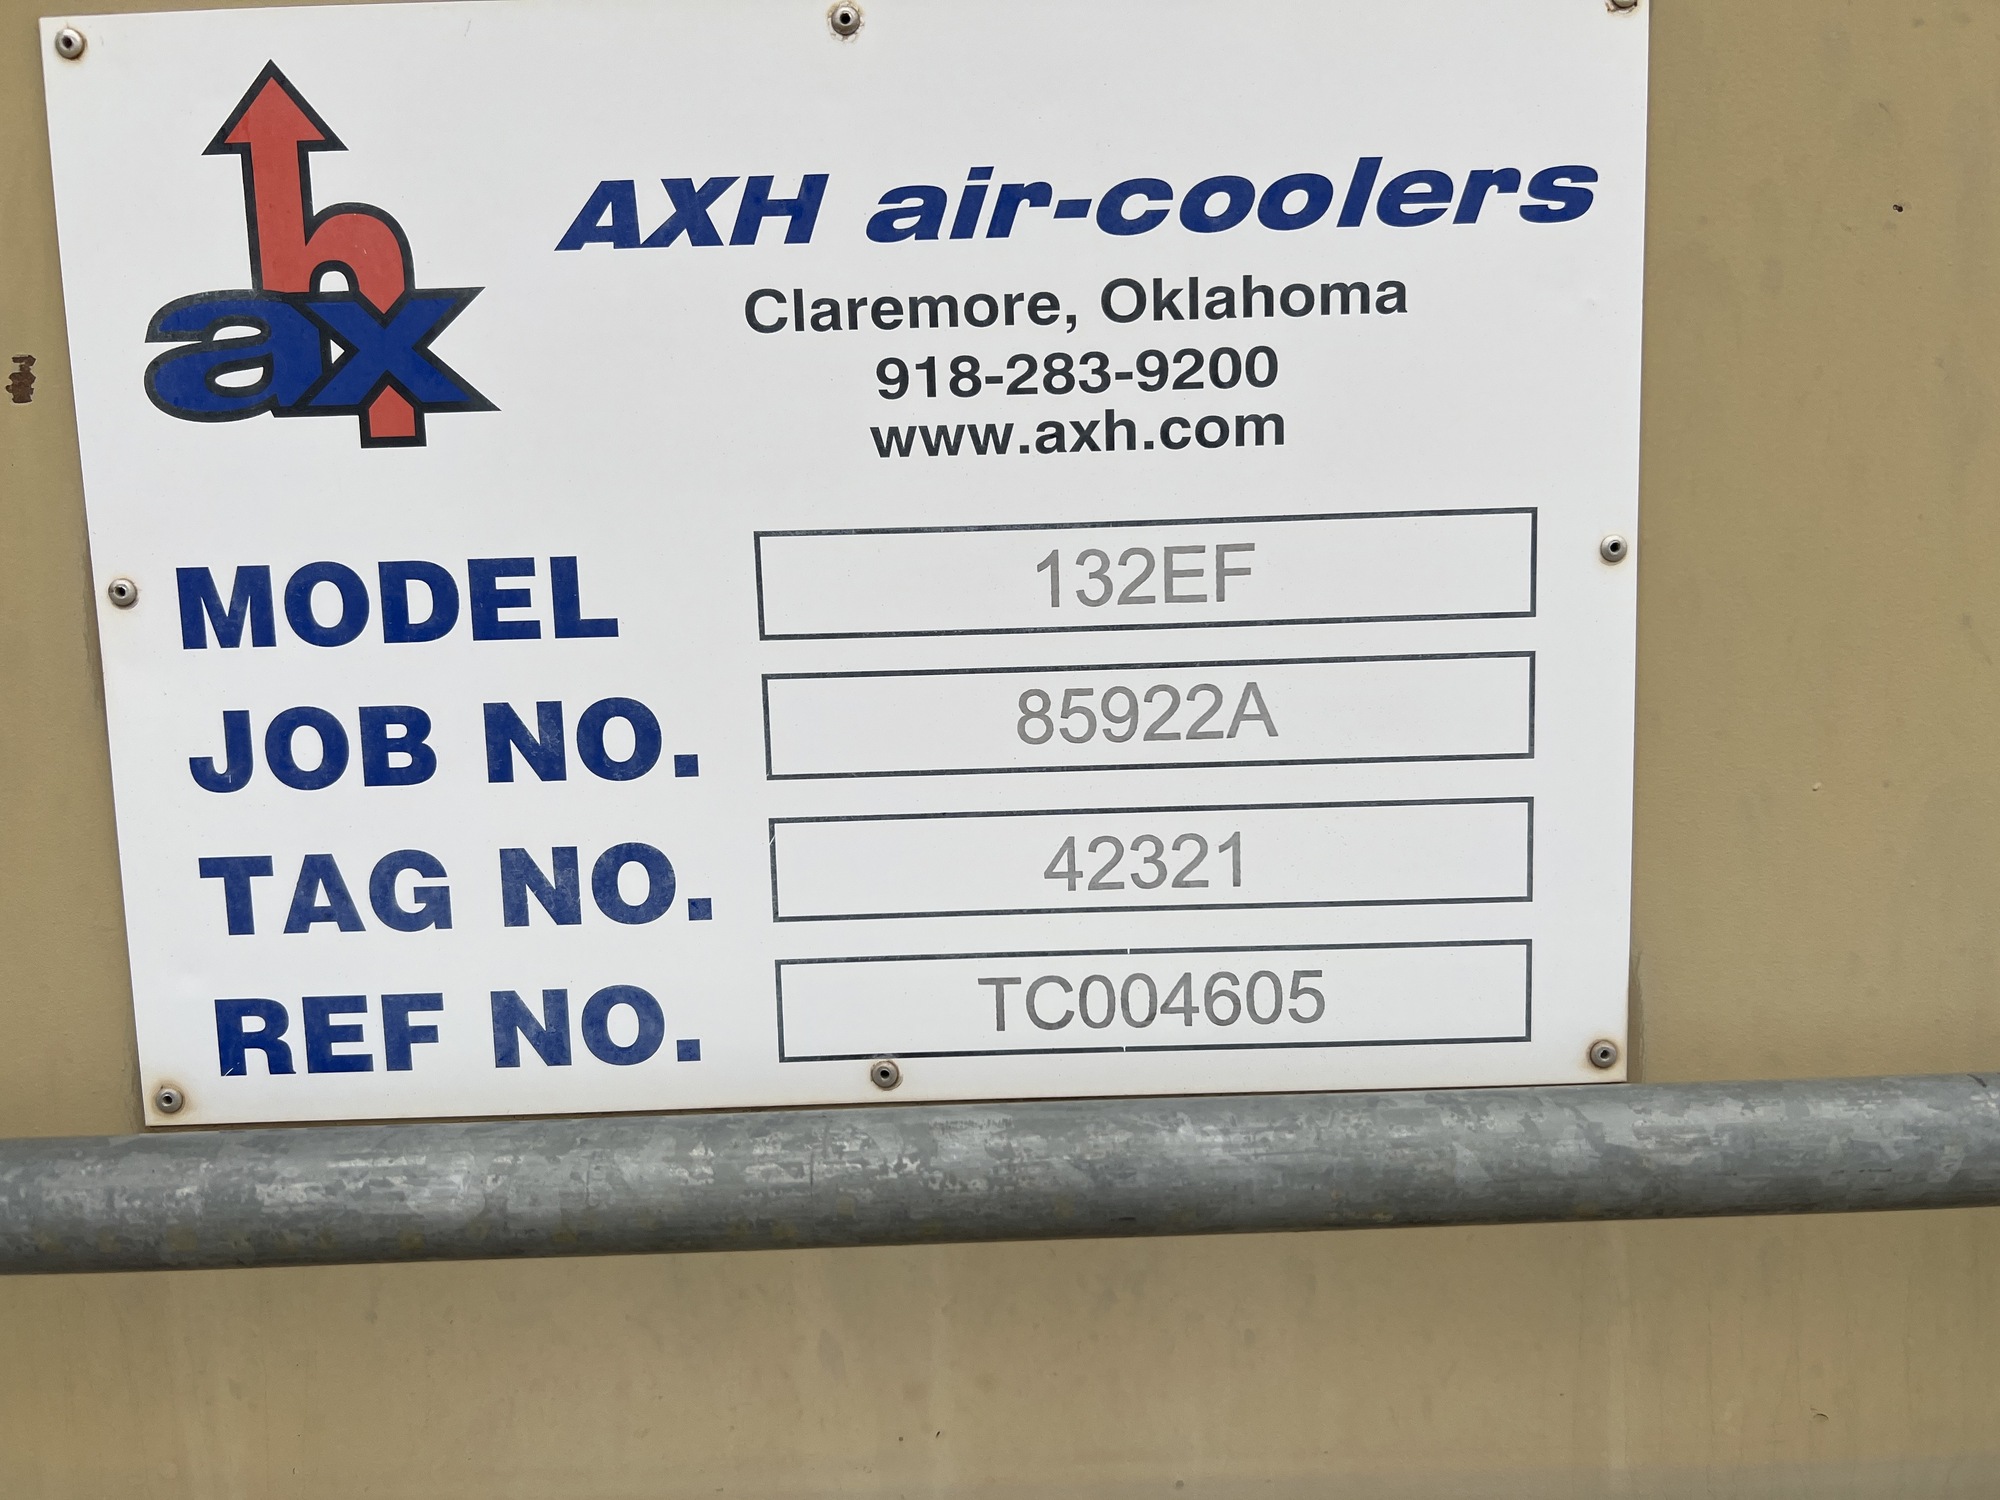 h
ax
AXH air-coolers
Claremore, Oklahoma
918-283-9200
www.axh.com
MODEL 132EF
JOB NO. 85922A
TAG NO. 42321
REF NO. TC004605